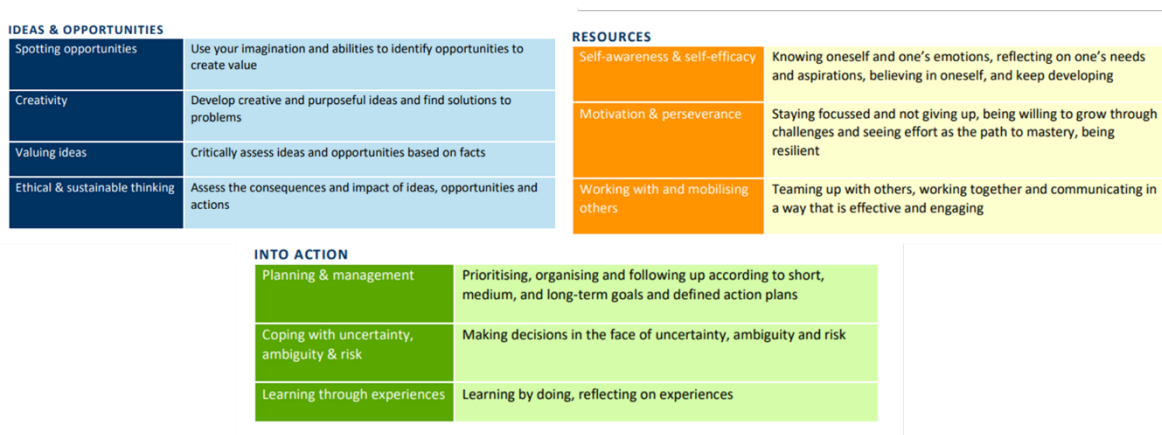 IDEAS & OPPORTUNITIES
Spotting opportunities
Use your imagination and abilities to identify opportunities to
create value
Creativity
Develop creative and purposeful ideas and find solutions to
problems
Valuing ideas
Critically assess ideas and opportunities based on facts
Ethical & sustainable thinking
Assess the consequences and impact of ideas, opportunities and
actions
RESOURCES
Self-awareness & self-efficacy
Knowing oneself and one's emotions, reflecting on one's needs
and aspirations, believing in oneself, and keep developing
Motivation & perseverance
Staying focussed and not giving up, being willing to grow through
challenges and seeing effort as the path to mastery, being
resilient
Working with and mobilising
others
Teaming up with others, working together and communicating in
a way that is effective and engaging
INTO ACTION
Planning & management
Prioritising, organising and following up according to short,
medium, and long-term goals and defined action plans
Coping with uncertainty,
ambiguity & risk
Making decisions in the face of uncertainty, ambiguity and risk
Learning through experiences
Learning by doing, reflecting on experiences